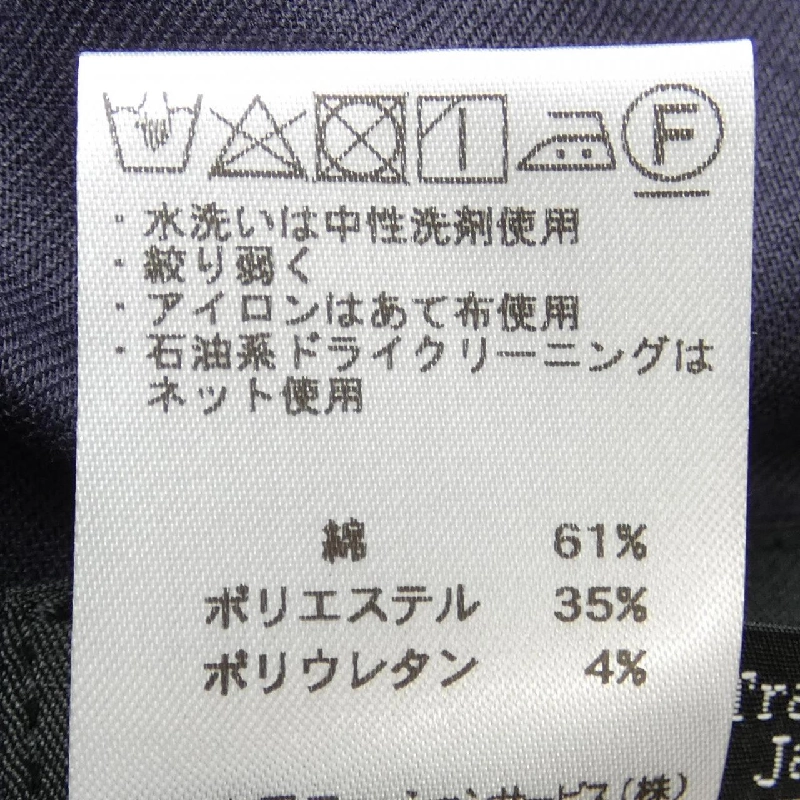 F
・水洗いは中性洗剤使用
・絞り弱く
・アイロンはあて布使用
・石油系ドライクリーニングは
ネット使用
綿 61%
ポリエステル 35%
ポリウレタン 4%
(株)